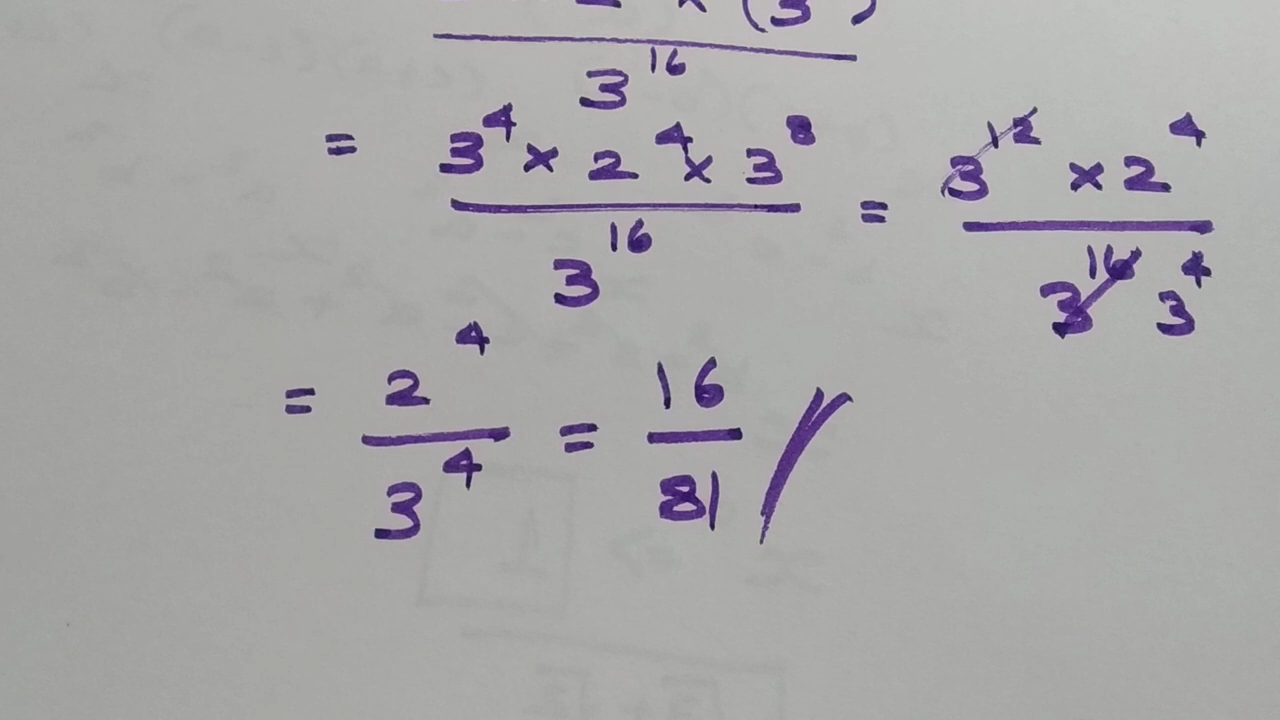 3^16
= (3^4 × 2^4 × 3^8)/3^16 = (3^12 × 2^4)/(3^16 3^4)
= 2^4/3^4 = 16/81